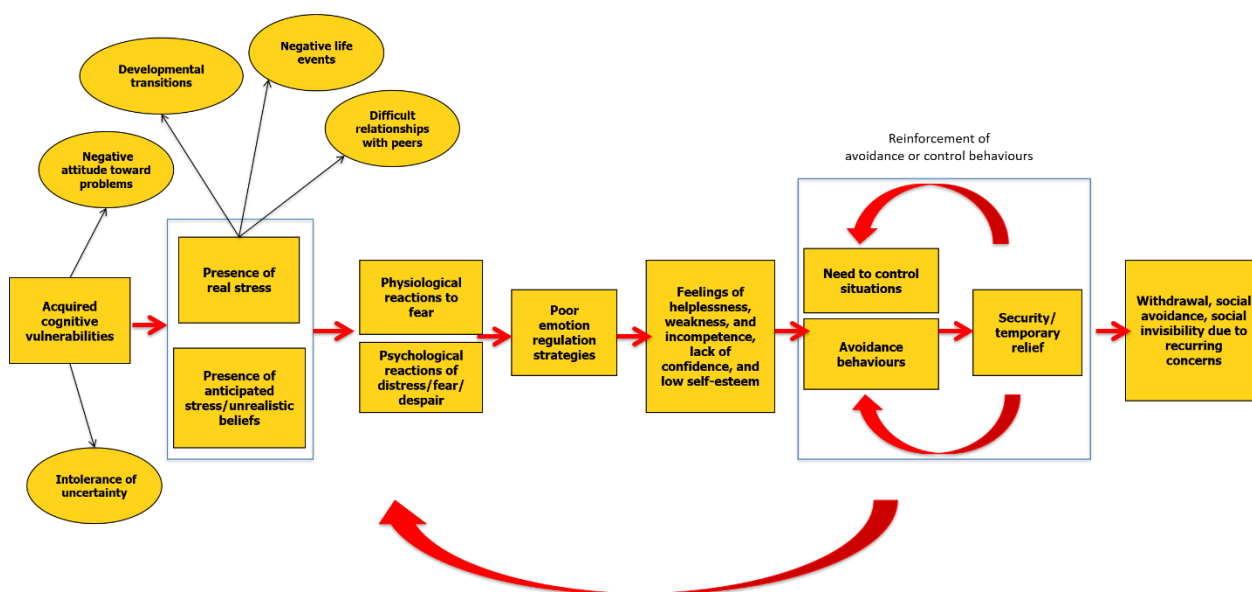 Negative life
events
Developmental
transitions
Difficult
relationships
with peers
Negative
attitude toward
problems
Reinforcement of
avoidance or control behaviours
Acquired
cognitive
vulnerabilities
Presence of
real stress
Presence of
anticipated
stress/unrealistic
beliefs
Intolerance of
uncertainty
Physiological
reactions to
fear
Psychological
reactions of
distress/fear/
despair
Poor
emotion
regulation
strategies
Feelings of
helplessness,
weakness, and
incompetence,
lack of
confidence, and
low self-esteem
Need to control
situations
Avoidance
behaviours
Security/
temporary
relief
Withdrawal, social
avoidance, social
invisibility due to
recurring
concerns